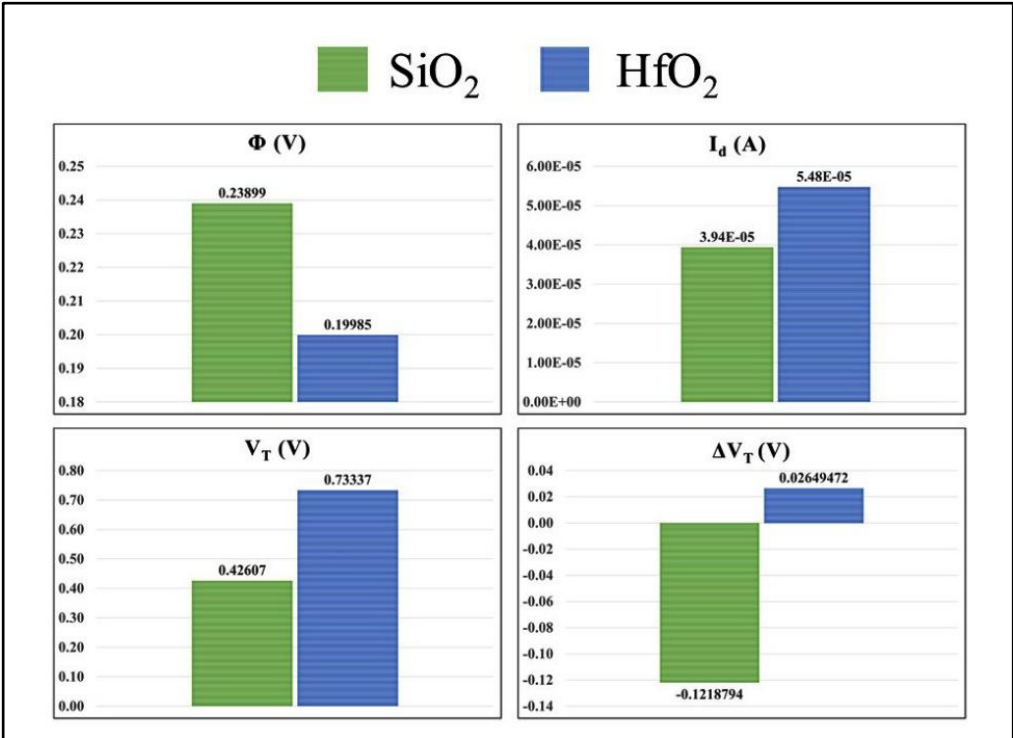 SiO₂ HfO₂
Φ (V)
0.25
0.24
0.23
0.22
0.21
0.20
0.19
0.18
0.23899
0.19985
I_d (A)
6.00E-05
5.00E-05
4.00E-05
3.00E-05
2.00E-05
1.00E-05
0.00E+00
3.94E-05
5.48E-05
V_T (V)
0.80
0.70
0.60
0.50
0.40
0.30
0.20
0.10
0.00
0.42607
0.73337
ΔV_T (V)
0.04
0.02
0.00
-0.02
-0.04
-0.06
-0.08
-0.10
-0.12
-0.14
0.02649472
-0.1218794